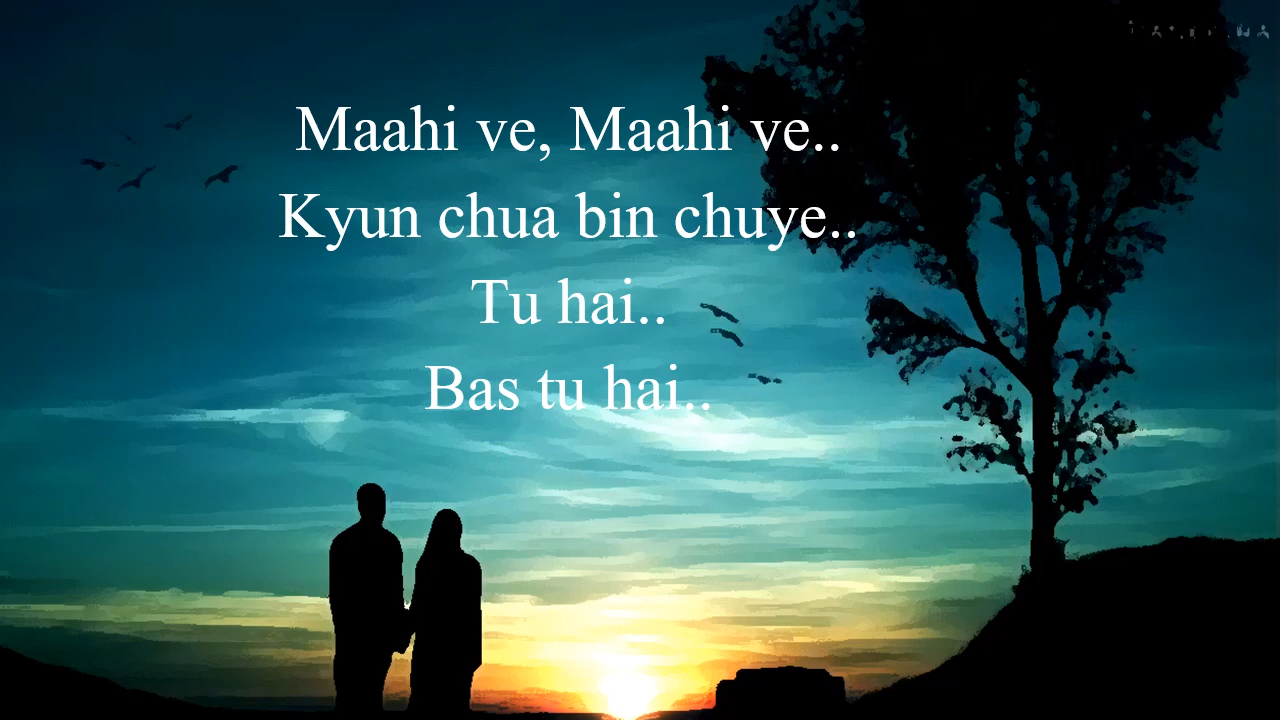 Maahi ve, Maahi ve..
Kyun chua bin chuye..
Tu hai..
Bas tu hai..